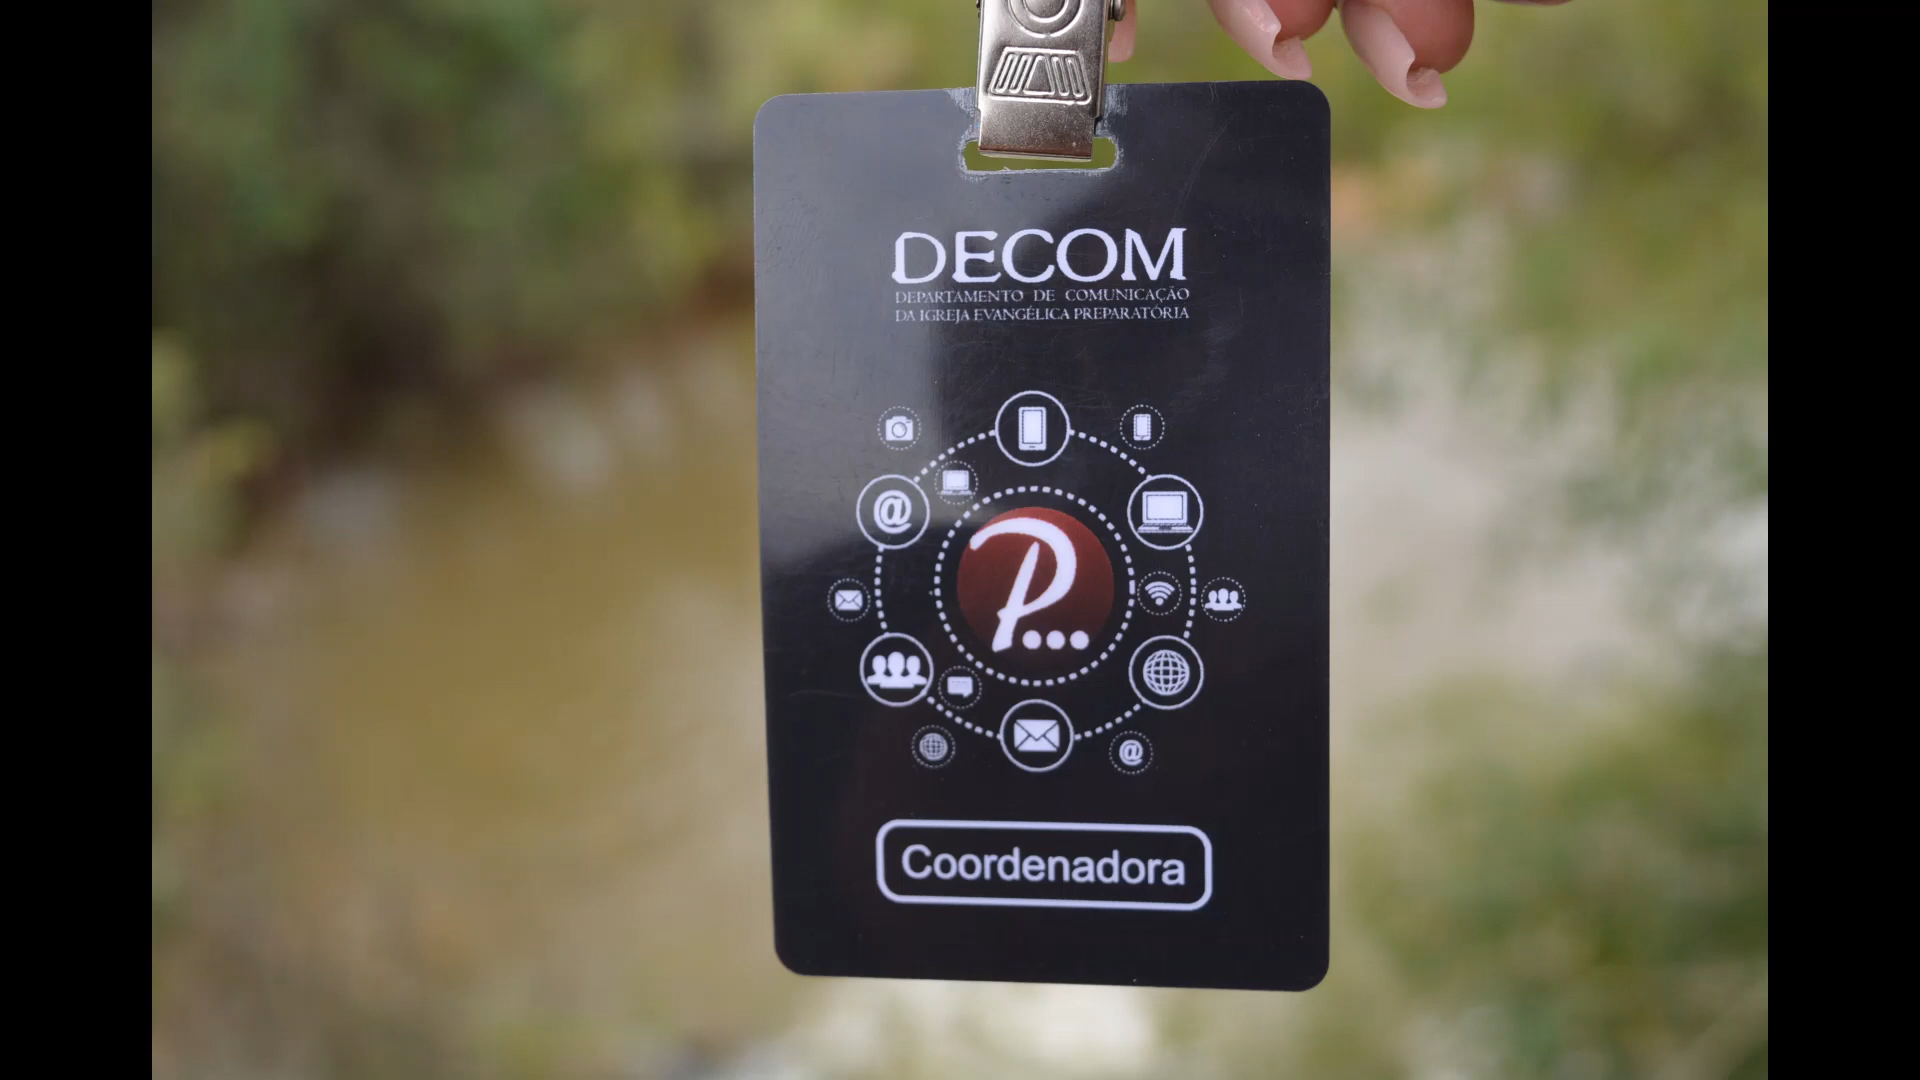 DECOM
DEPARTAMENTO DE COMUNICAÇÃO
DA IGREJA EVANGÉLICA PREPARATÓRIA
@
P...
@
Coordenadora